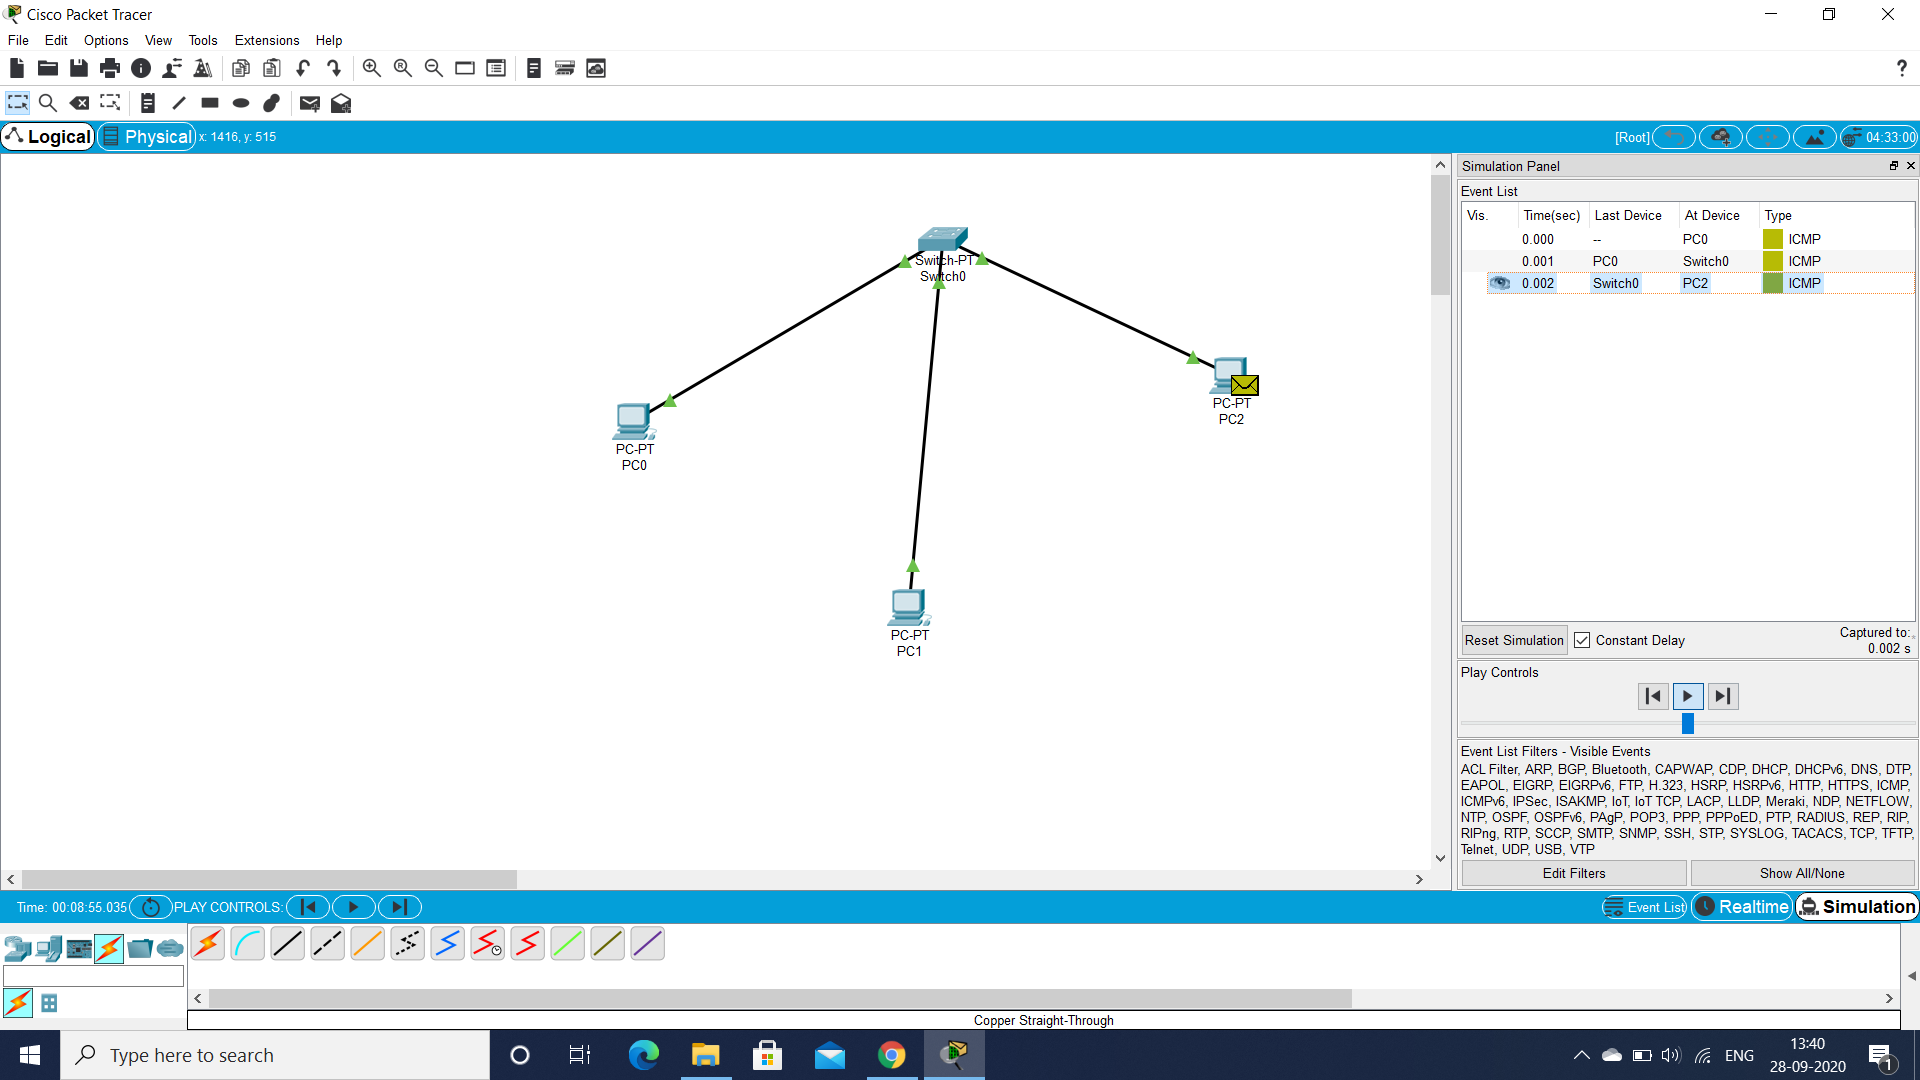 Cisco Packet Tracer
File Edit Options View Tools Extensions Help
?
Logical Physical x: 1416, y: 515 [Root] 04:33:00
Simulation Panel
Event List
Vis. Time(sec) Last Device At Device Type
0.000 -- PC0 ICMP
0.001 PC0 Switch0 ICMP
0.002 Switch0 PC2 ICMP
Switch-PT
Switch0
PC-PT
PC2
PC-PT
PC0
PC-PT
PC1
Reset Simulation Constant Delay Captured to:
0.002 s
Play Controls
Event List Filters - Visible Events
ACL Filter, ARP, BGP, Bluetooth, CAPWAP, CDP, DHCP, DHCPv6, DNS, DTP,
EAPOL, EIGRP, EIGRPv6, FTP, H.323, HSRP, HSRPv6, HTTP, HTTPS, ICMP,
ICMPv6, IPSec, ISAKMP, IoT, IoT TCP, LACP, LLDP, Meraki, NDP, NETFLOW,
NTP, OSPF, OSPFv6, PAgP, POP3, PPP, PPPoED, PTP, RADIUS, REP, RIP,
RIPng, RTP, SCCP, SMTP, SNMP, SSH, STP, SYSLOG, TACACS, TCP, TFTP,
Telnet, UDP, USB, VTP
Edit Filters Show All/None
Time: 00:08:55.035 PLAY CONTROLS: Event List Realtime Simulation
Copper Straight-Through
Type here to search
ENG
13:40
28-09-2020
1